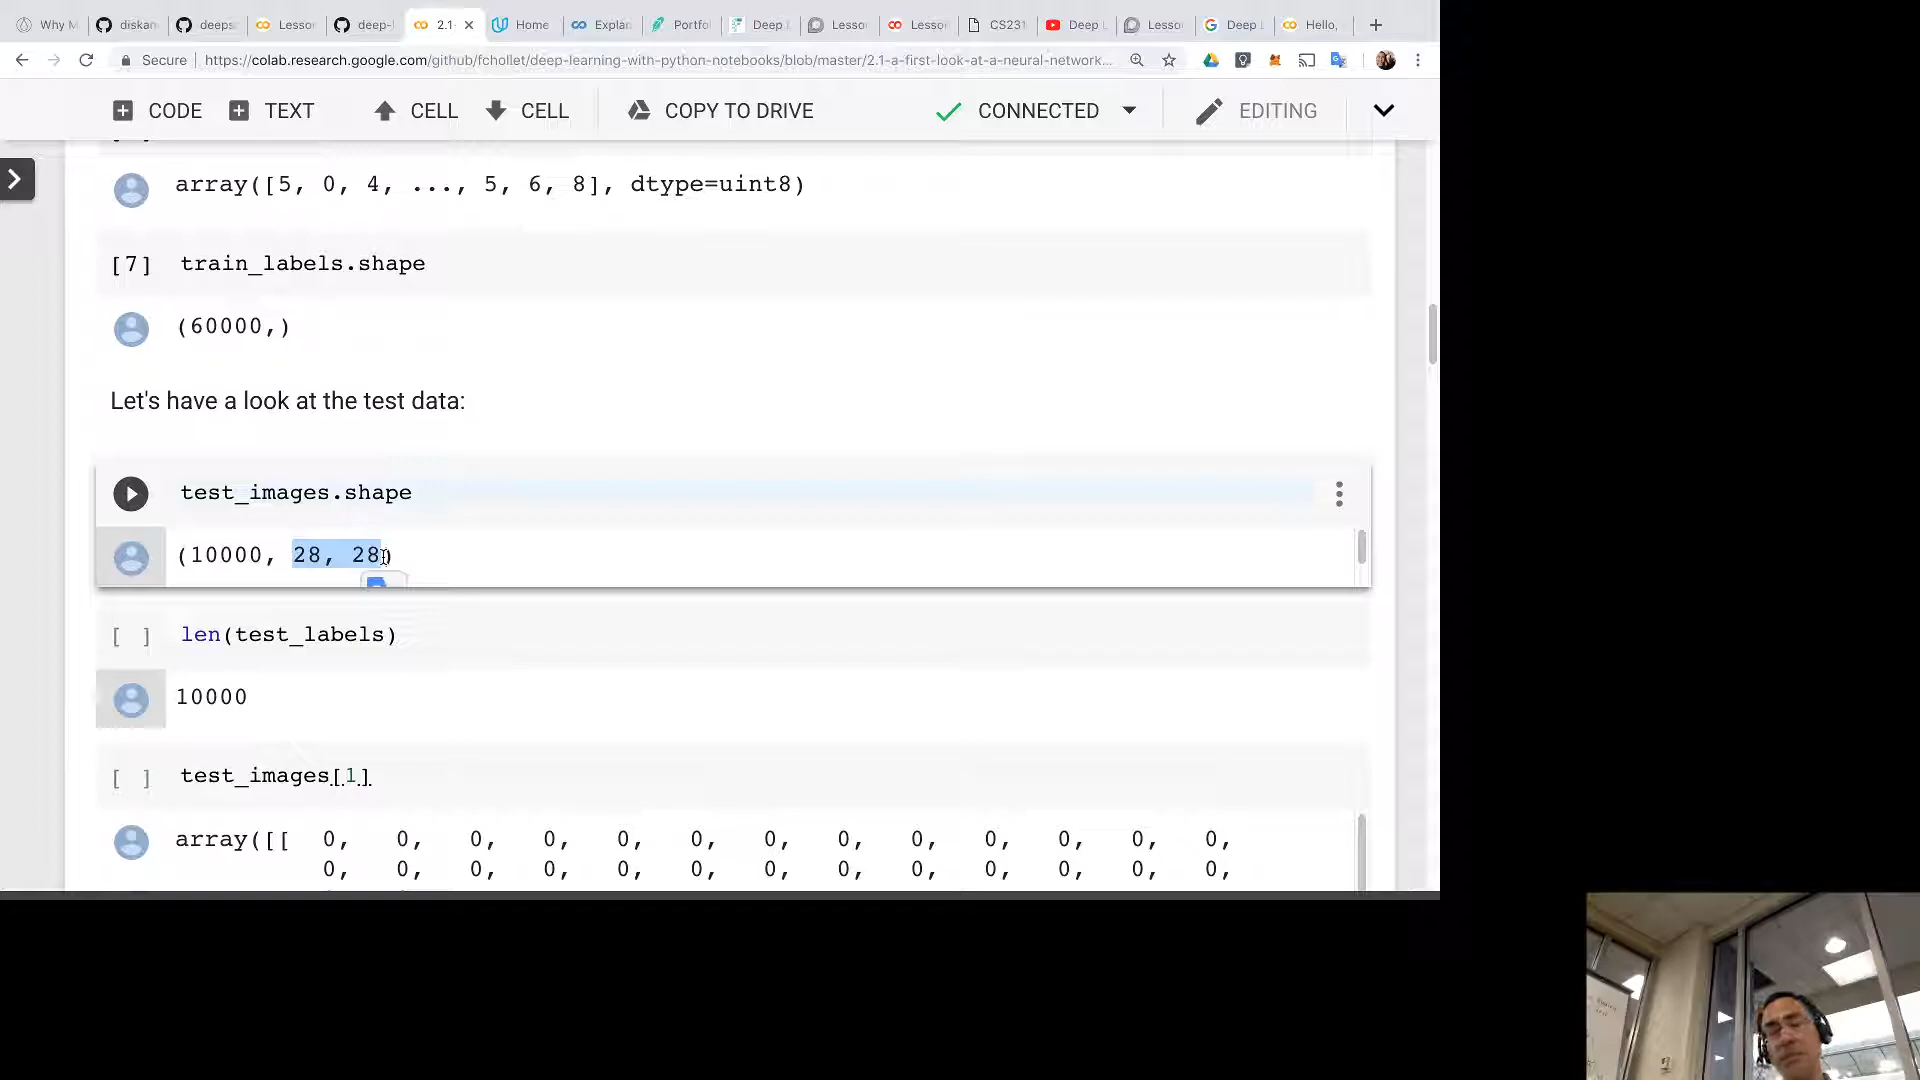 Why M
diskan
deeps
Lesso
deep-l
2.1-
Home
Explan
Portfo
Deep L
Lesso
Lesso
CS231
Deep L
Lesso
Deep L
Hello,
Secure
https://colab.research.google.com/github/fchollet/deep-learning-with-python-notebooks/blob/master/2.1-a-first-look-at-a-neural-network...
CODE TEXT CELL CELL COPY TO DRIVE CONNECTED EDITING
array([5, 0, 4, ..., 5, 6, 8], dtype=uint8)
[7] train_labels.shape
(60000,)
Let's have a look at the test data:
test_images.shape
(10000, 28, 28)
[ ] len(test_labels)
10000
[ ] test_images[1]
array([[ 0, 0, 0, 0, 0, 0, 0, 0, 0, 0, 0, 0, 0,
0, 0, 0, 0, 0, 0, 0, 0, 0, 0, 0, 0, 0,